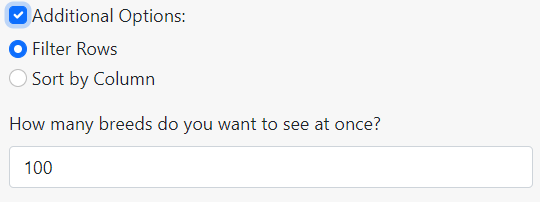 Additional Options:
Filter Rows
Sort by Column
How many breeds do you want to see at once?
100